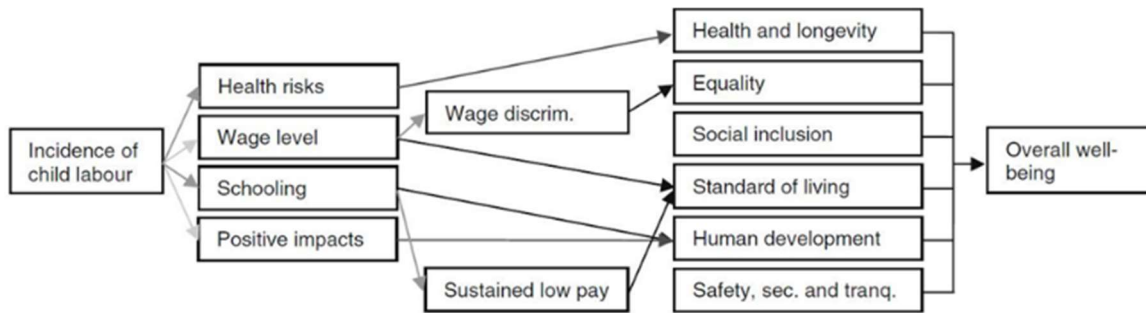 Incidence of
child labour
Health risks
Wage level
Schooling
Positive impacts
Wage discrim.
Sustained low pay
Health and longevity
Equality
Social inclusion
Standard of living
Human development
Safety, sec. and tranq.
Overall well-
being